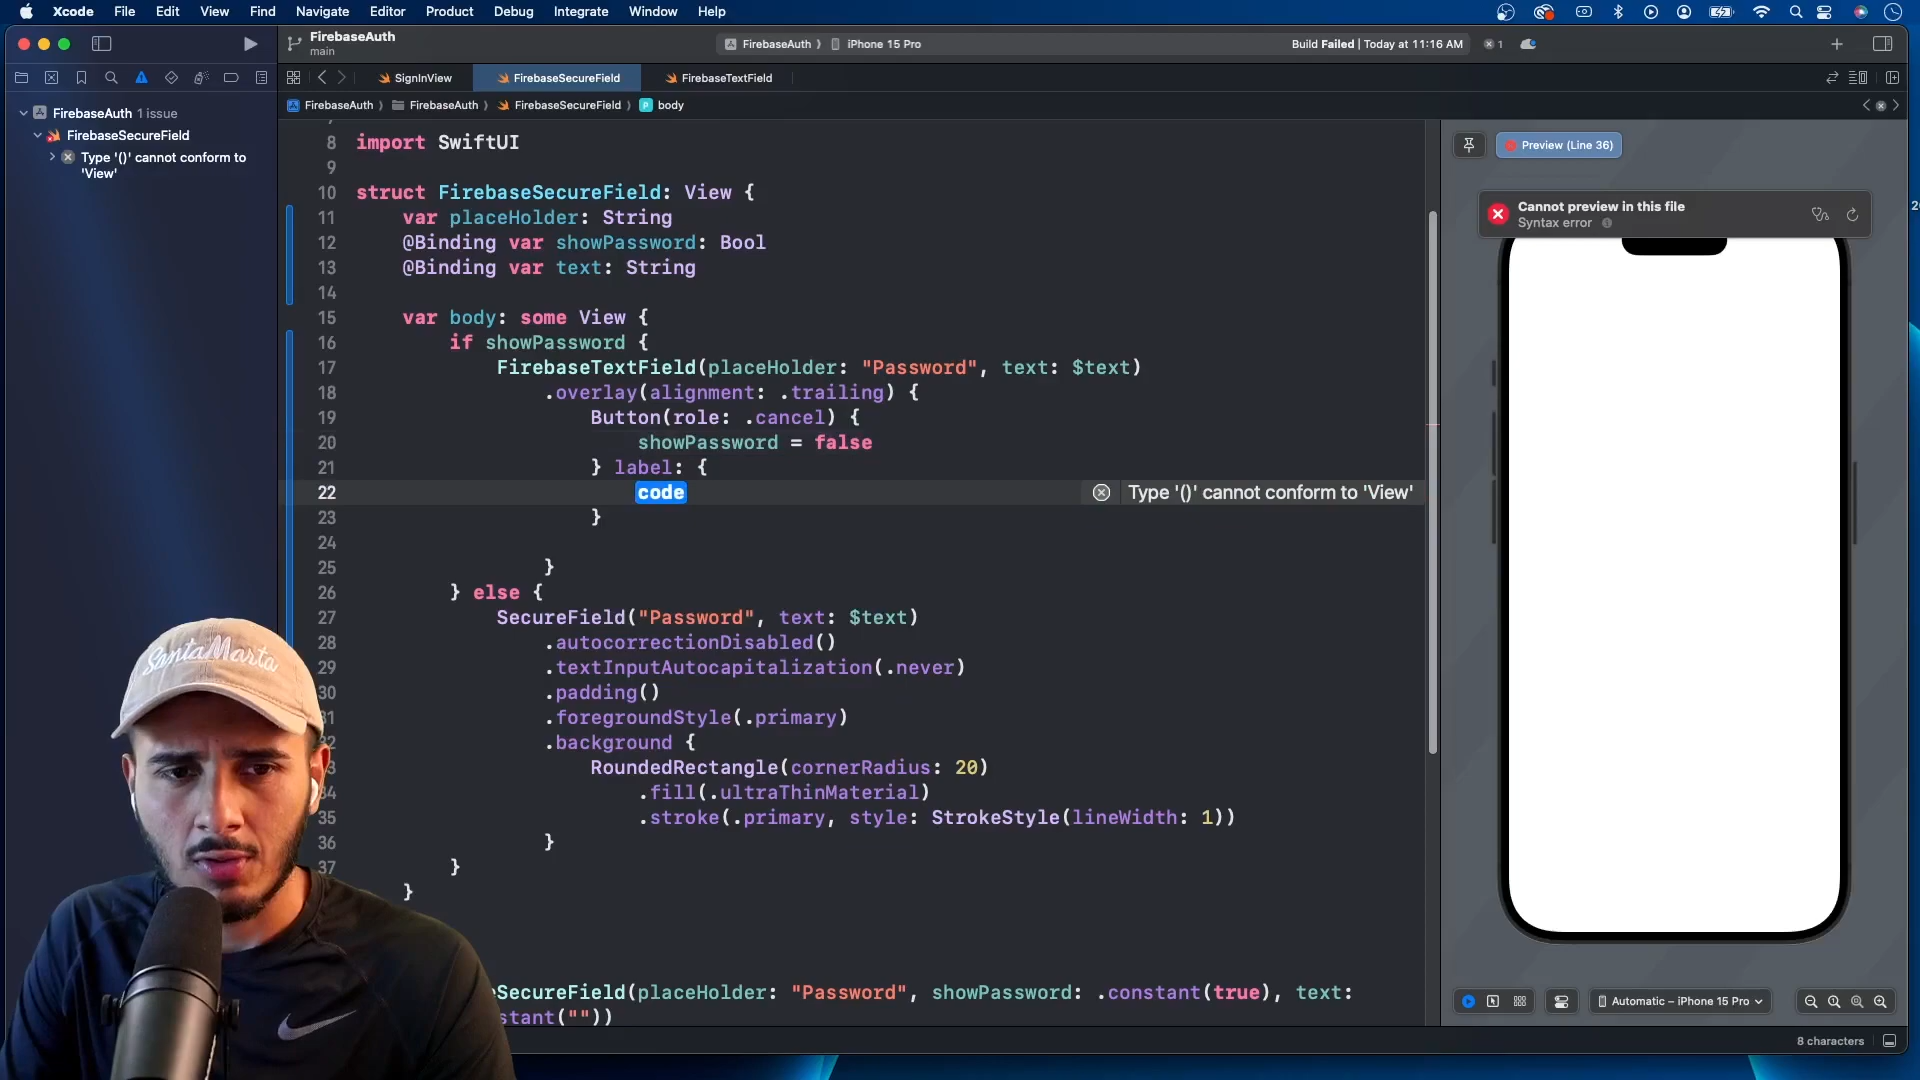 Xcode File Edit View Find Navigate Editor Product Debug Integrate Window Help
FirebaseAuth
main
FirebaseAuth iPhone 15 Pro
Build Failed | Today at 11:16 AM
1
SignInView FirebaseSecureField FirebaseTextField
FirebaseAuth FirebaseAuth FirebaseSecureField P body
FirebaseAuth 1 issue
FirebaseSecureField
Type '()' cannot conform to
'View'
8 import SwiftUI
9
10 struct FirebaseSecureField: View {
11 var placeHolder: String
12 @Binding var showPassword: Bool
13 @Binding var text: String
14
15 var body: some View {
16 if showPassword {
17 FirebaseTextField(placeHolder: "Password", text: $text)
18 .overlay(alignment: .trailing) {
19 Button(role: .cancel) {
20 showPassword = false
21 } label: {
22 code
Type '()' cannot conform to 'View'
23 }
24
25 }
26 } else {
27 SecureField("Password", text: $text)
28 .autocorrectionDisabled()
29 .textInputAutocapitalization(.never)
30 .padding()
31 .foregroundStyle(.primary)
32 .background {
RoundedRectangle(cornerRadius: 20)
34 .fill(.ultraThinMaterial)
35 .stroke(.primary, style: StrokeStyle(lineWidth: 1))
36 }
37 }
}
SecureField(placeHolder: "Password", showPassword: .constant(true), text:
stant(""))
Preview (Line 36)
Cannot preview in this file
Syntax error
Automatic – iPhone 15 Pro
8 characters
Santa Marta